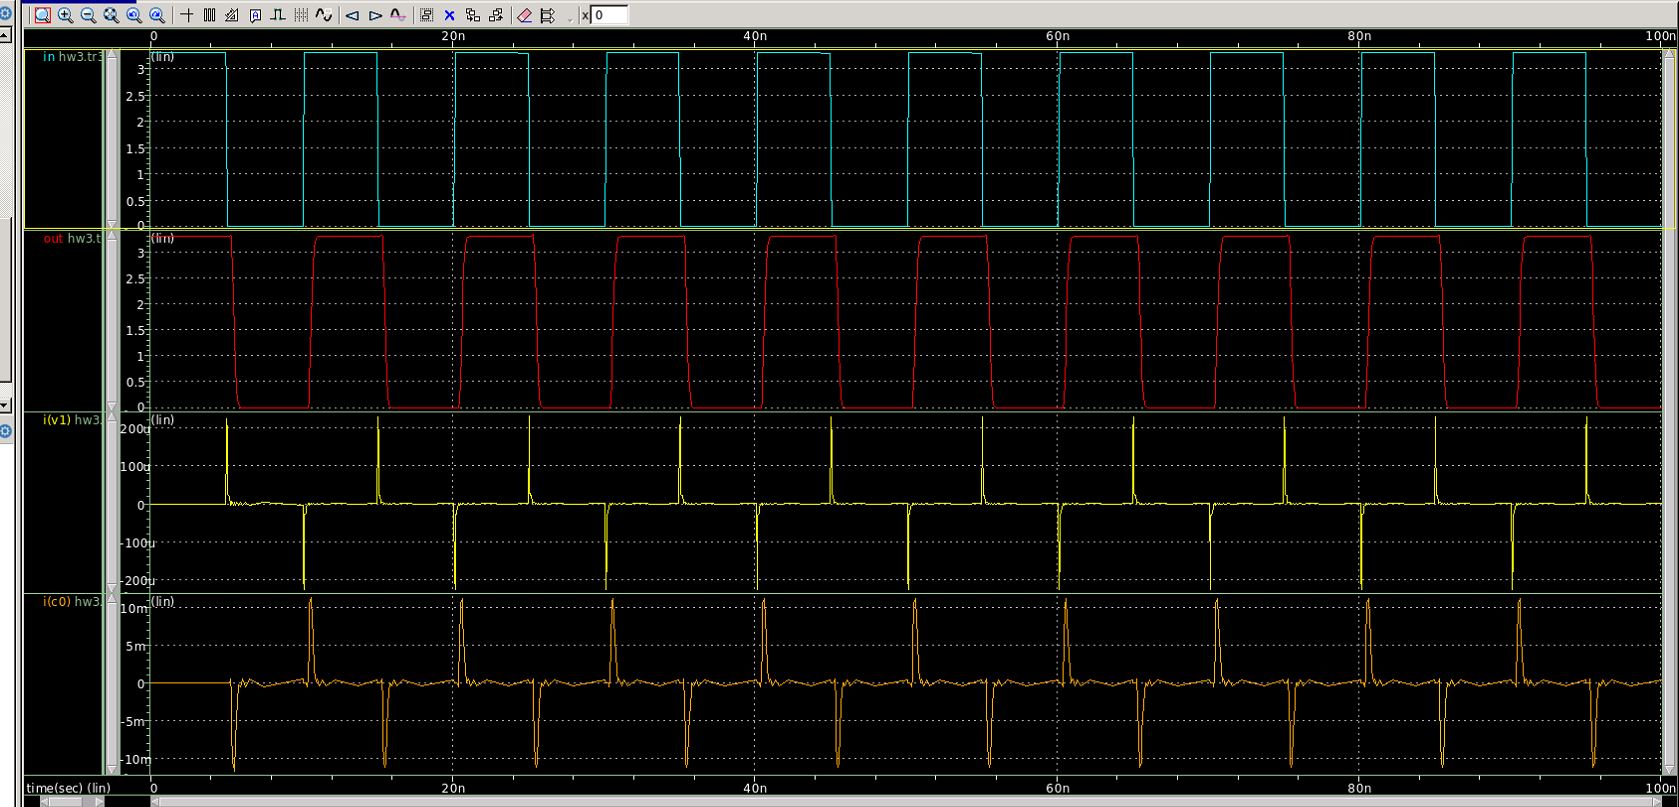 x 0
0 20n 40n 60n 80n 100n
in hw3.tr3 (lin)
3
2.5
2
1.5
1
0.5
0
out hw3.t (lin)
3
2.5
2
1.5
1
0.5
0
i(v1) hw3. (lin)
200u
100u
0
-100u
-200u
i(c0) hw3. (lin)
10m
5m
0
-5m
-10m
time(sec) (lin) 0 20n 40n 60n 80n 100n